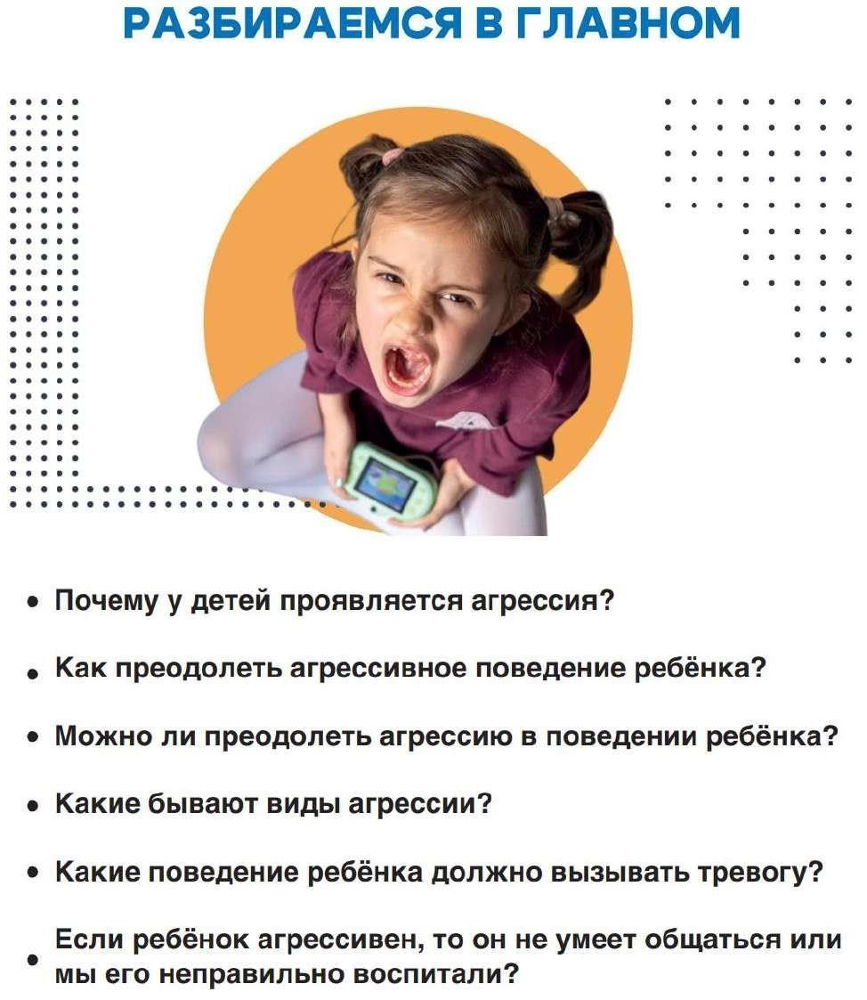 РАЗБИРАЕМСЯ В ГЛАВНОМ
• Почему у детей проявляется агрессия?
• Как преодолеть агрессивное поведение ребёнка?
• Можно ли преодолеть агрессию в поведении ребёнка?
• Какие бывают виды агрессии?
• Какие поведение ребёнка должно вызывать тревогу?
• Если ребёнок агрессивен, то он не умеет общаться или
мы его неправильно воспитали?